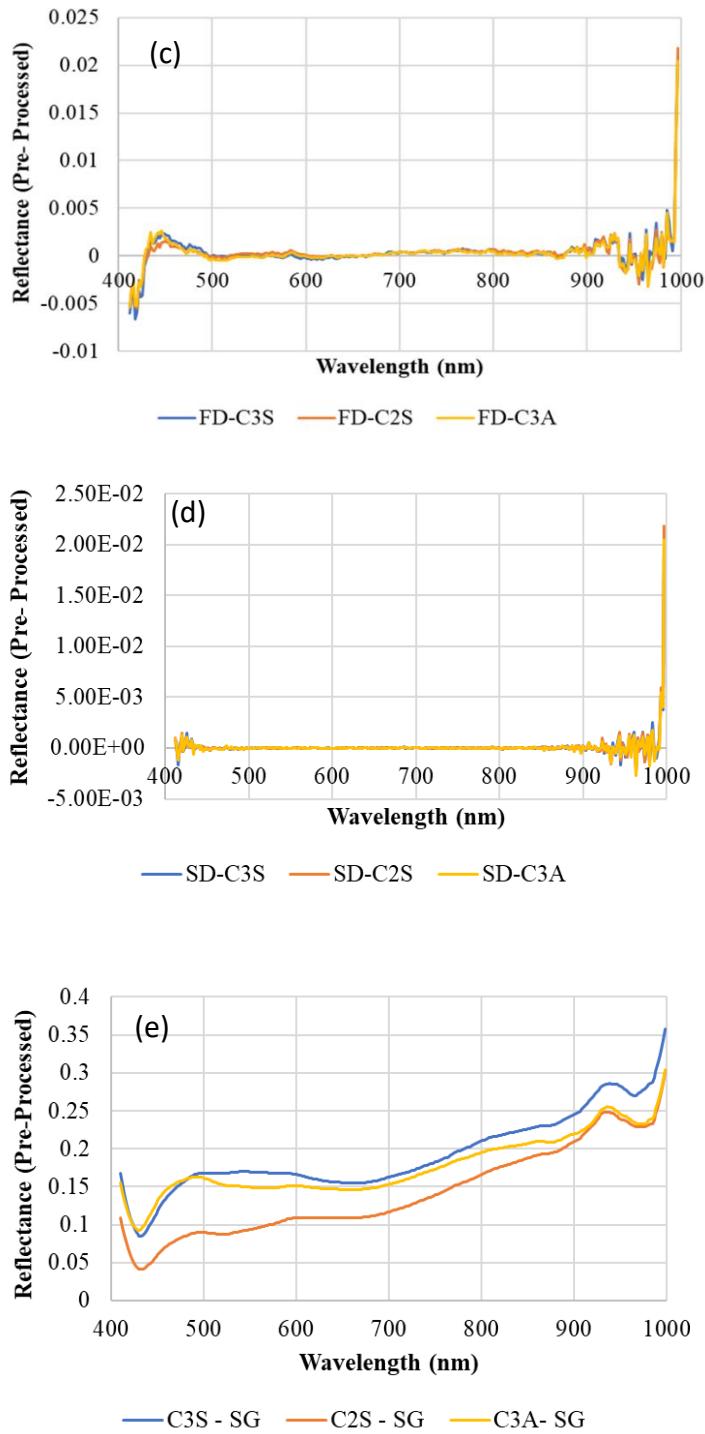 (c)
Reflectance (Pre- Processed)
0.025
0.02
0.015
0.01
0.005
0
-0.005
-0.01
400 500 600 700 800 900 1000
Wavelength (nm)
FD-C3S FD-C2S FD-C3A
(d)
Reflectance (Pre- Processed)
2.50E-02
2.00E-02
1.50E-02
1.00E-02
5.00E-03
0.00E+00
-5.00E-03
400 500 600 700 800 900 1000
Wavelength (nm)
SD-C3S SD-C2S SD-C3A
(e)
Reflectance (Pre-Processed)
0.4
0.35
0.3
0.25
0.2
0.15
0.1
0.05
0
400 500 600 700 800 900 1000
Wavelength (nm)
C3S - SG C2S - SG C3A- SG